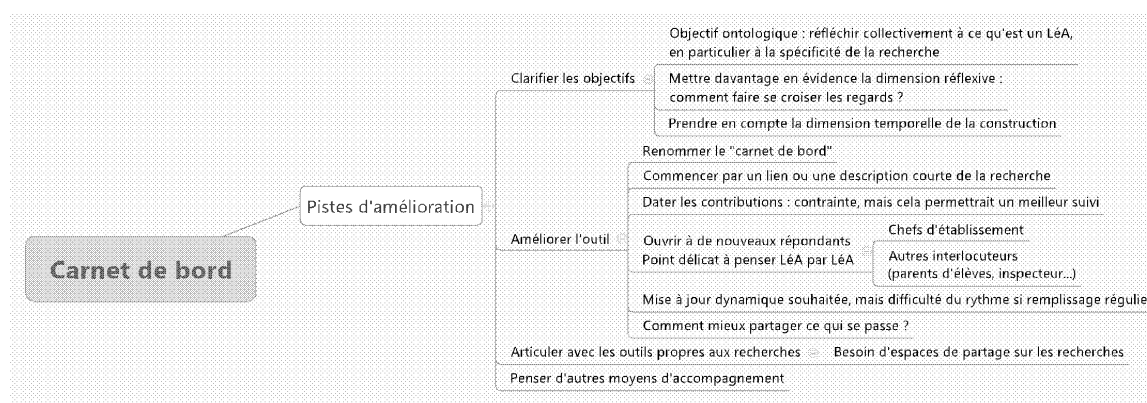 Carnet de bord
Pistes d'amélioration
Clarifier les objectifs
Objectif ontologique : réfléchir collectivement à ce qu'est un LéA,
en particulier à la spécificité de la recherche
Mettre davantage en évidence la dimension réflexive :
comment faire se croiser les regards ?
Prendre en compte la dimension temporelle de la construction
Améliorer l'outil
Renommer le "carnet de bord"
Commencer par un lien ou une description courte de la recherche
Dater les contributions : contrainte, mais cela permettrait un meilleur suivi
Ouvrir à de nouveaux répondants
Point délicat à penser LéA par LéA
Chefs d'établissement
Autres interlocuteurs
(parents d'élèves, inspecteur...)
Mise à jour dynamique souhaitée, mais difficulté du rythme si remplissage régulie
Comment mieux partager ce qui se passe ?
Articuler avec les outils propres aux recherches
Besoin d'espaces de partage sur les recherches
Penser d'autres moyens d'accompagnement